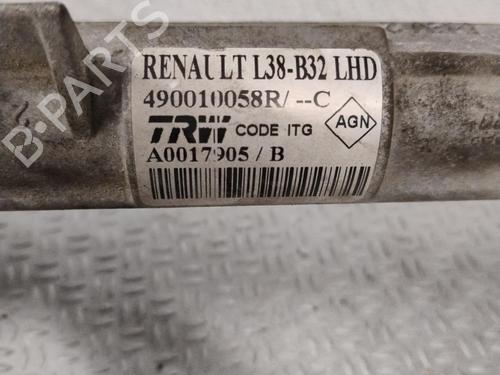 RENAULT L38-B32 LHD
490010058R/ --C
TRW CODE ITG AGN
A0017905 / B
B-PARTS